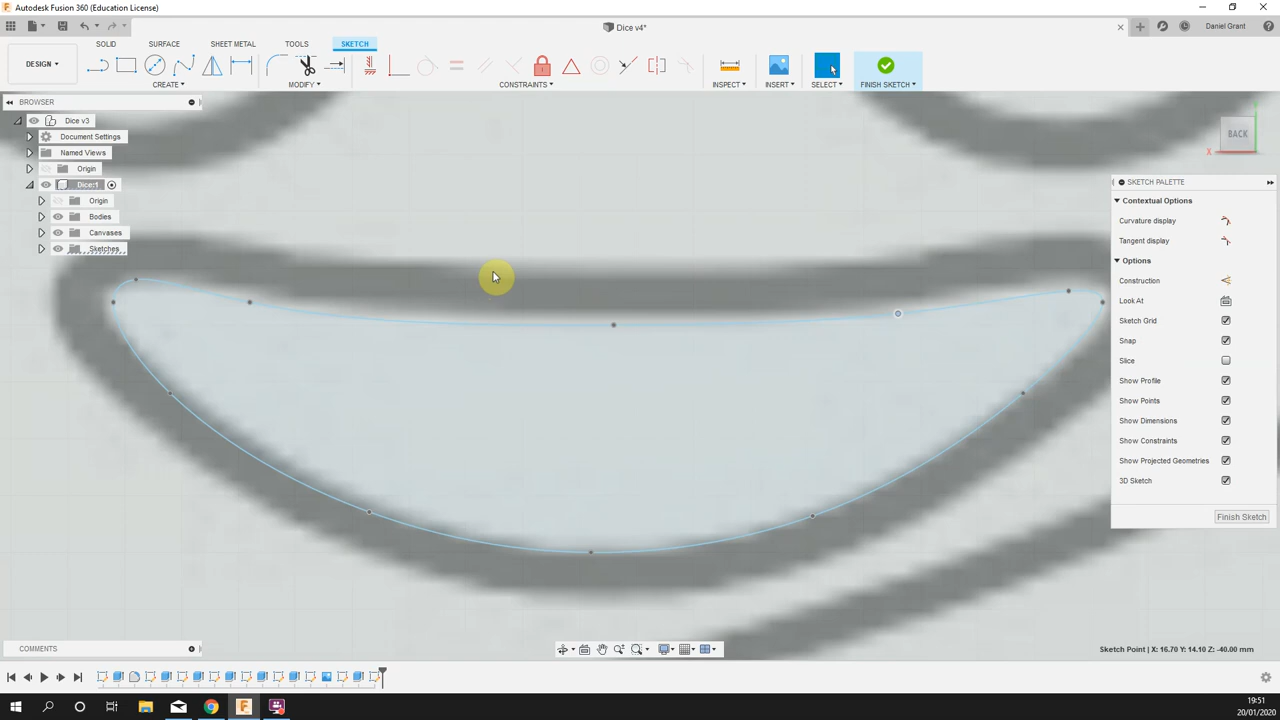 Autodesk Fusion 360 (Education License)
Dice v4*
Daniel Grant
SOLID
SURFACE
SHEET METAL
TOOLS
SKETCH
DESIGN
CREATE
MODIFY
CONSTRAINTS
INSPECT
INSERT
SELECT
FINISH SKETCH
BROWSER
Dice v3
Document Settings
Named Views
Origin
Dice:1
Origin
Bodies
Canvases
Sketches
BACK
X
SKETCH PALETTE
Contextual Options
Curvature display
Tangent display
Options
Construction
Look At
Sketch Grid
Snap
Slice
Show Profile
Show Points
Show Dimensions
Show Constraints
Show Projected Geometries
3D Sketch
Finish Sketch
COMMENTS
Sketch Point | X: 16.70 Y: 14.10 Z: -40.00 mm
19:51
20/01/2020